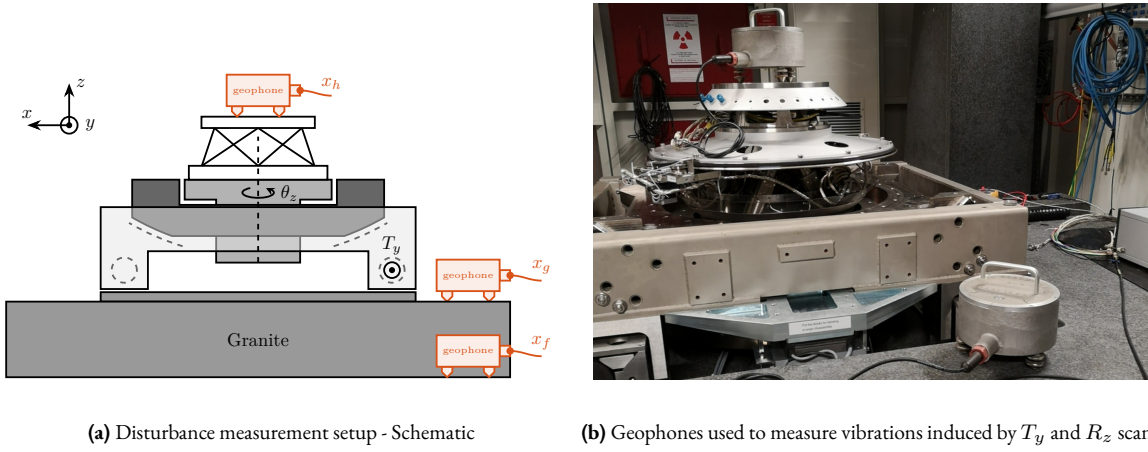 geophone
x_h
z
x
y
θ_z
T_y
geophone
x_g
Granite
geophone
x_f
(a) Disturbance measurement setup - Schematic
(b) Geophones used to measure vibrations induced by T_y and R_z scan